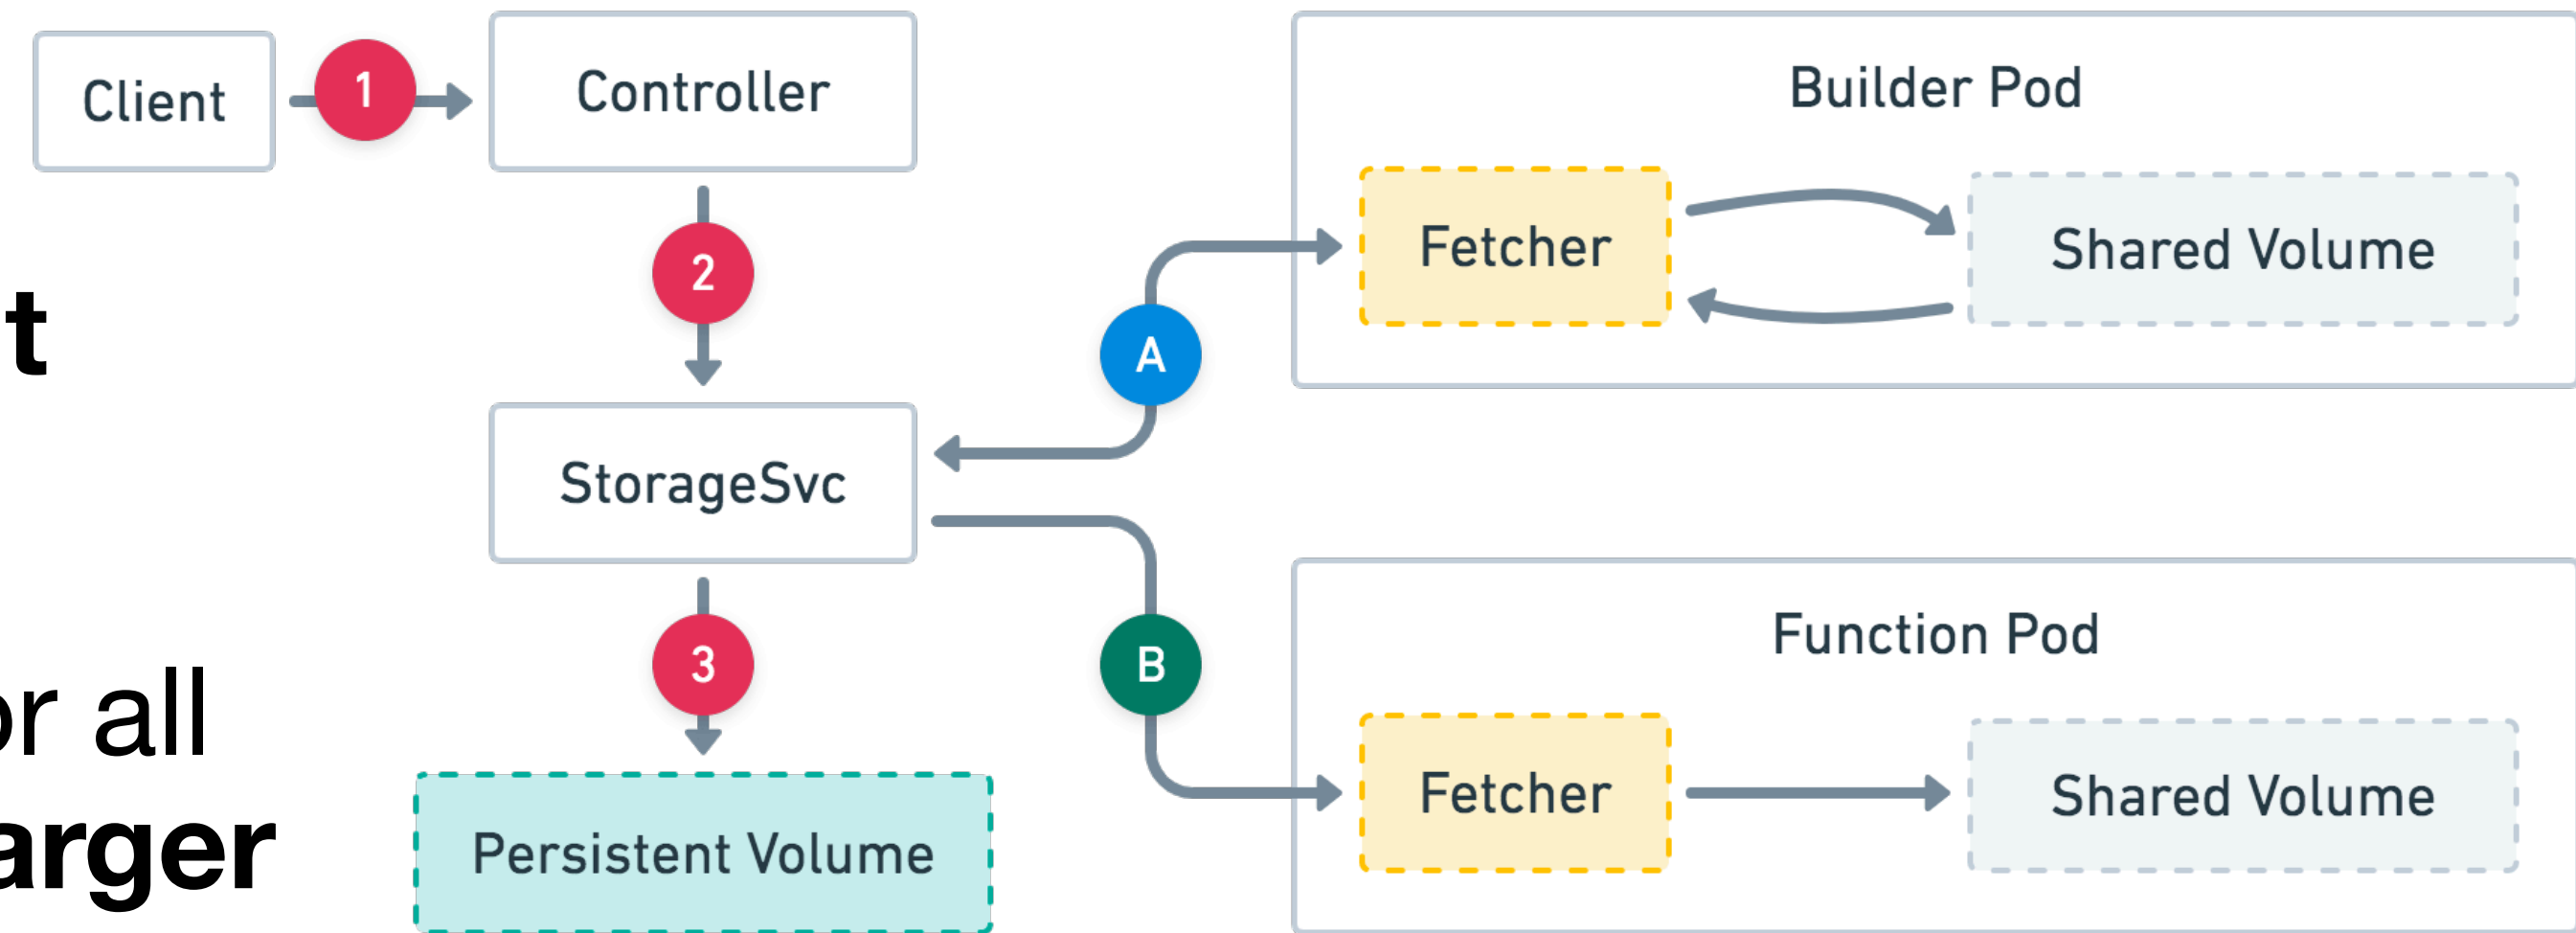 Client
1
Controller
2
StorageSvc
3
Persistent Volume
A
B
Builder Pod
Fetcher
Shared Volume
Function Pod
Fetcher
Shared Volume
t
or all
arger